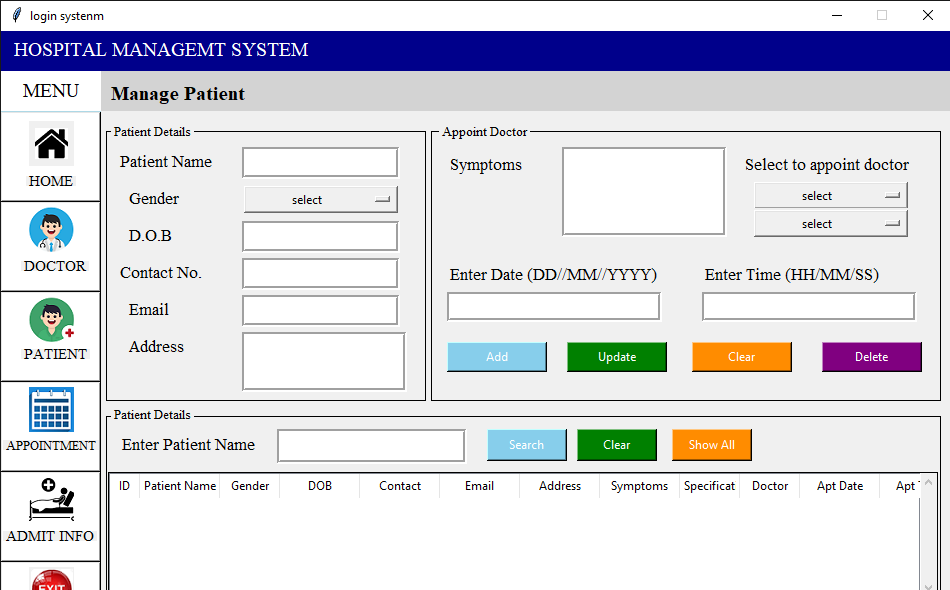 login systenm
HOSPITAL MANAGEMT SYSTEM
MENU
Manage Patient
HOME
DOCTOR
PATIENT
APPOINTMENT
ADMIT INFO
EXIT
Patient Details
Patient Name
Gender select
D.O.B
Contact No.
Email
Address
Appoint Doctor
Symptoms
Select to appoint doctor
select
select
Enter Date (DD//MM//YYYY) Enter Time (HH/MM/SS)
Add Update Clear Delete
Patient Details
Enter Patient Name Search Clear Show All
ID Patient Name Gender DOB Contact Email Address Symptoms Specificat Doctor Apt Date Apt